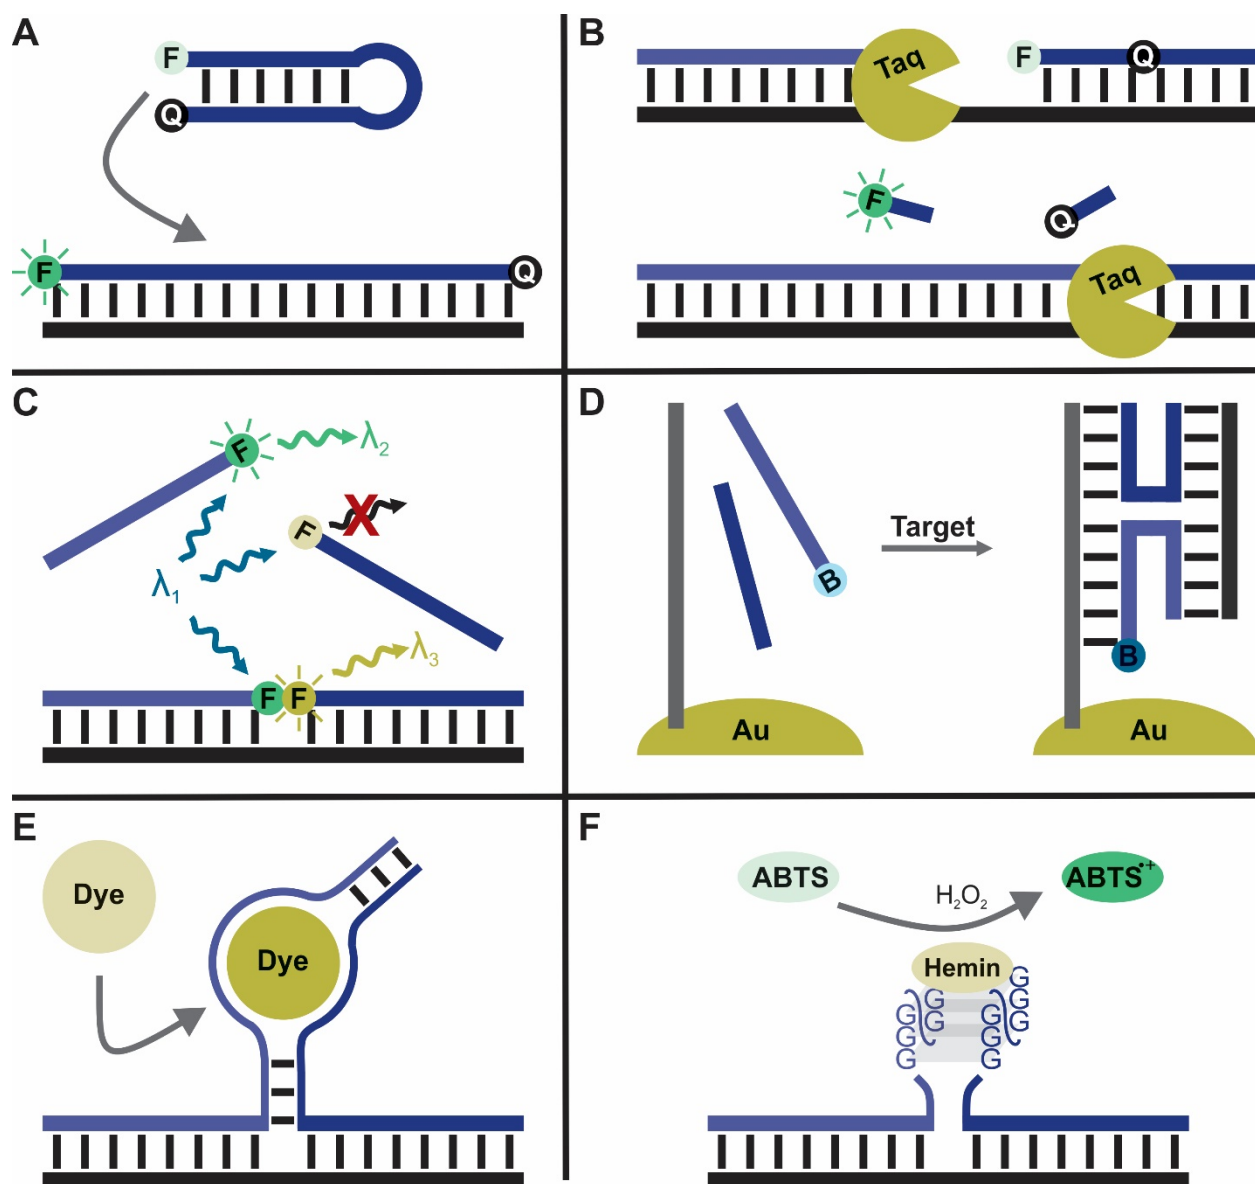 A
F
Q
F
Q
B
Taq
F
Q
F
Q
Taq
C
F
λ2
F
X
λ1
λ3
F F
D
B
Target
B
Au
Au
E
Dye
Dye
F
ABTS
H2O2
ABTS•+
Hemin
G
G
G
G
G
G
G
G
G
G
G
G